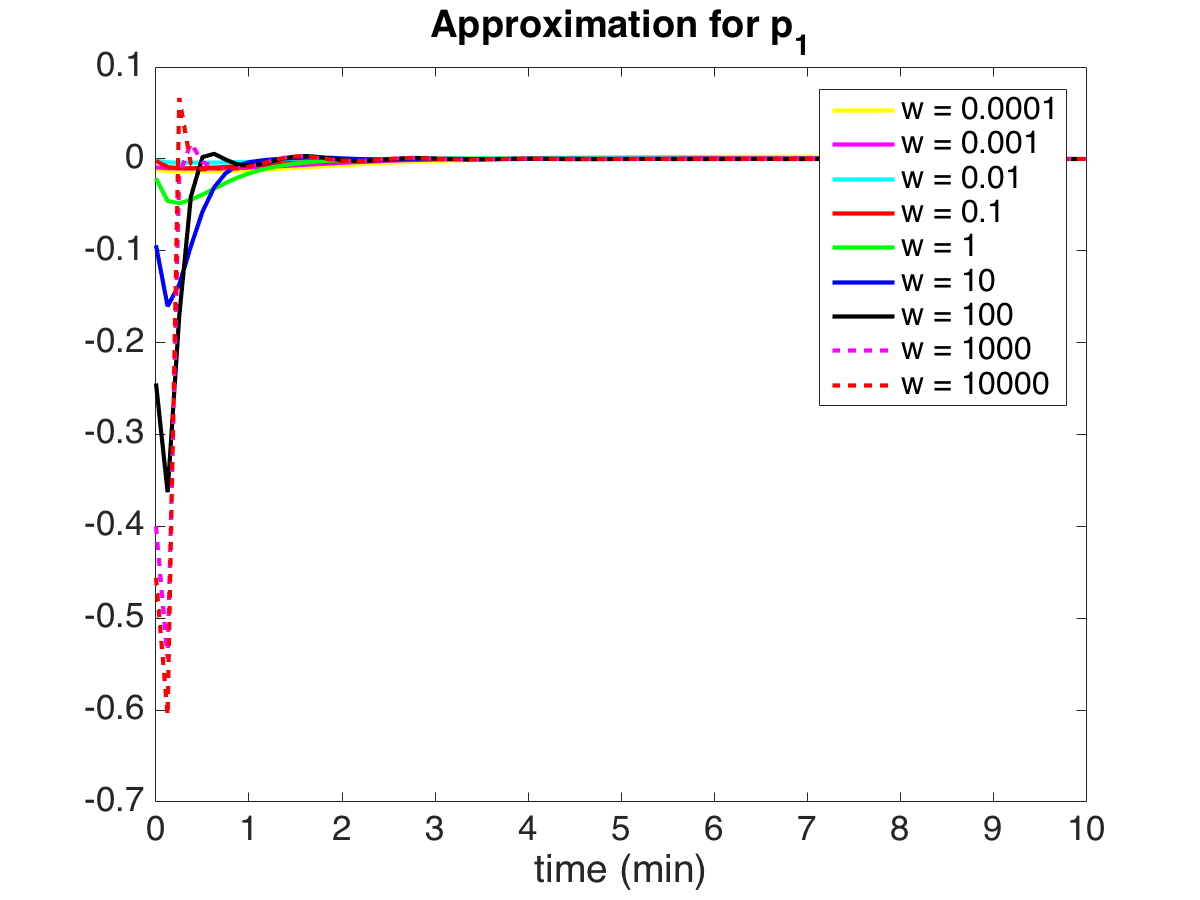 Approximation for p1
0.1
0
-0.1
-0.2
-0.3
-0.4
-0.5
-0.6
-0.7
w = 0.0001
w = 0.001
w = 0.01
w = 0.1
w = 1
w = 10
w = 100
w = 1000
w = 10000
0 1 2 3 4 5 6 7 8 9 10
time (min)